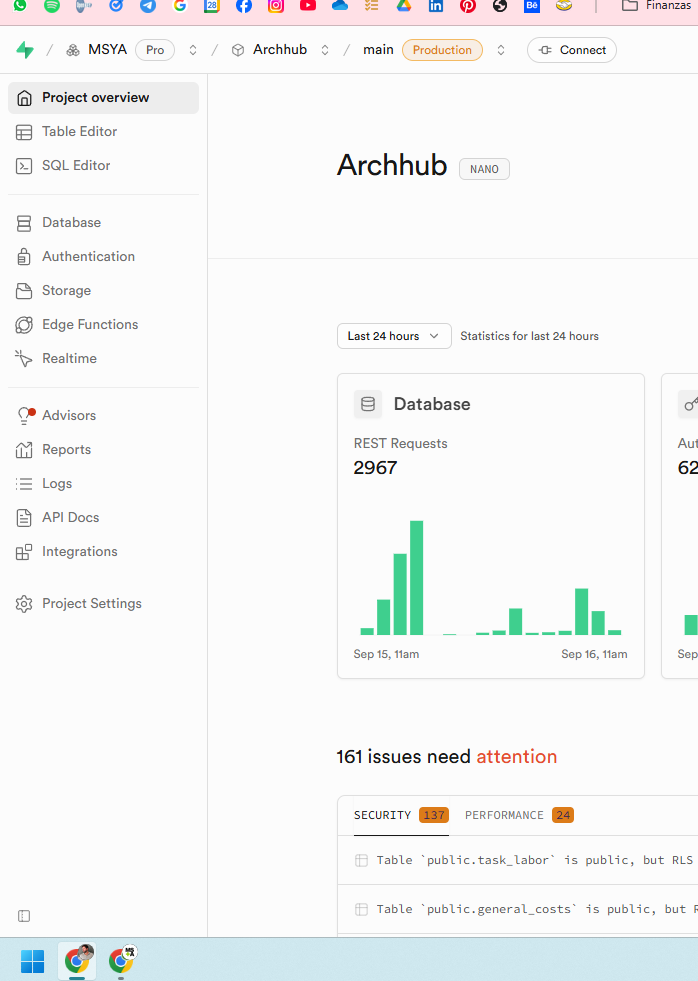 28
Bē
Finanzas
/ MSYA Pro / Archhub / main Production Connect
Project overview
Table Editor
SQL Editor
Database
Authentication
Storage
Edge Functions
Realtime
Advisors
Reports
Logs
API Docs
Integrations
Project Settings
Archhub NANO
Last 24 hours Statistics for last 24 hours
Database
REST Requests
2967
Sep 15, 11am Sep 16, 11am
Aut
62
Sep
161 issues need attention
SECURITY 137 PERFORMANCE 24
Table `public.task_labor` is public, but RLS
Table `public.general_costs` is public, but R